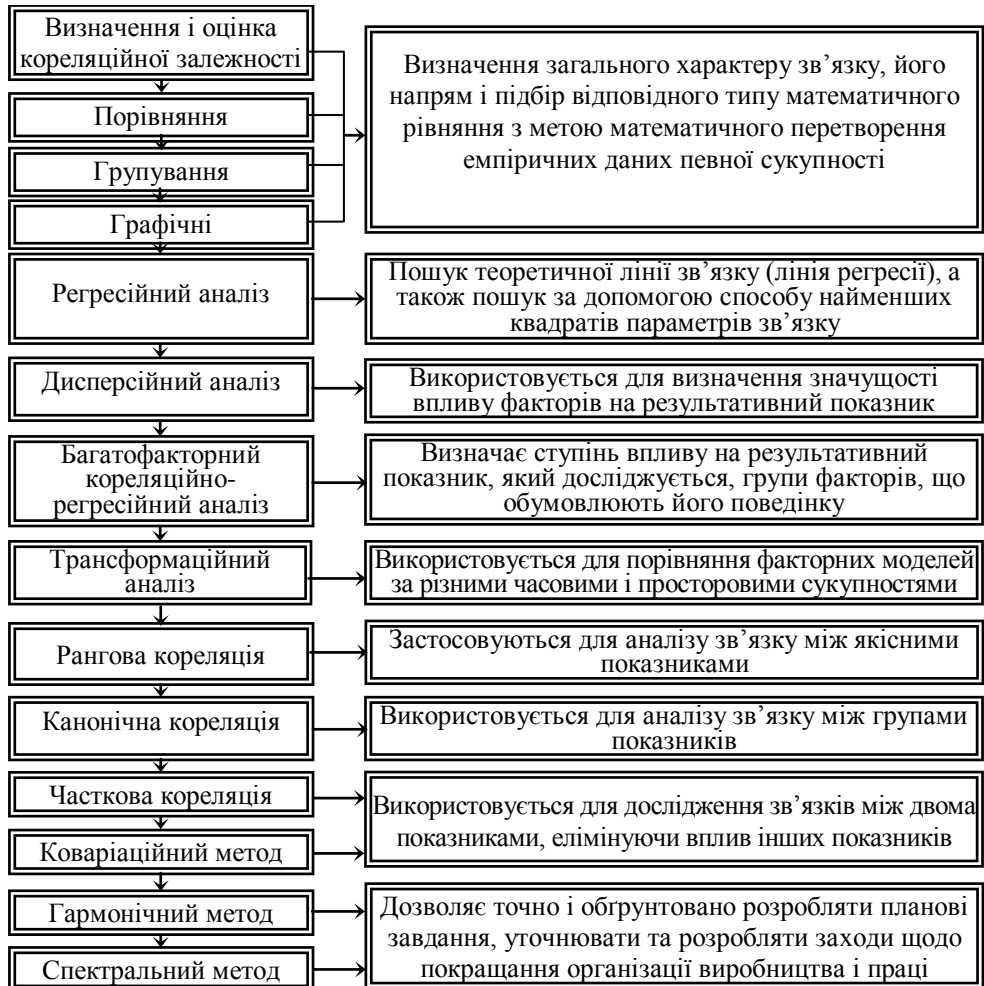 Визначення і оцінка
кореляційної залежності
Порівняння
Групування
Графічні
Визначення загального характеру зв’язку, його
напрям і підбір відповідного типу математичного
рівняння з метою математичного перетворення
емпіричних даних певної сукупності
Регресійний аналіз
Пошук теоретичної лінії зв’язку (лінія регресії), а
також пошук за допомогою способу найменших
квадратів параметрів зв’язку
Дисперсійний аналіз
Використовується для визначення значущості
впливу факторів на результативний показник
Багатофакторний
кореляційно-
регресійний аналіз
Визначає ступінь впливу на результативний
показник, який досліджується, групи факторів, що
обумовлюють його поведінку
Трансформаційний
аналіз
Використовується для порівняння факторних моделей
за різними часовими і просторовими сукупностями
Рангова кореляція
Застосовуються для аналізу зв’язку між якісними
показниками
Канонічна кореляція
Використовується для аналізу зв’язку між групами
показників
Часткова кореляція
Коваріаційний метод
Використовується для дослідження зв’язків між двома
показниками, елімінуючи вплив інших показників
Гармонічний метод
Спектральний метод
Дозволяє точно і обґрунтовано розробляти планові
завдання, уточнювати та розробляти заходи щодо
покращання організації виробництва і праці